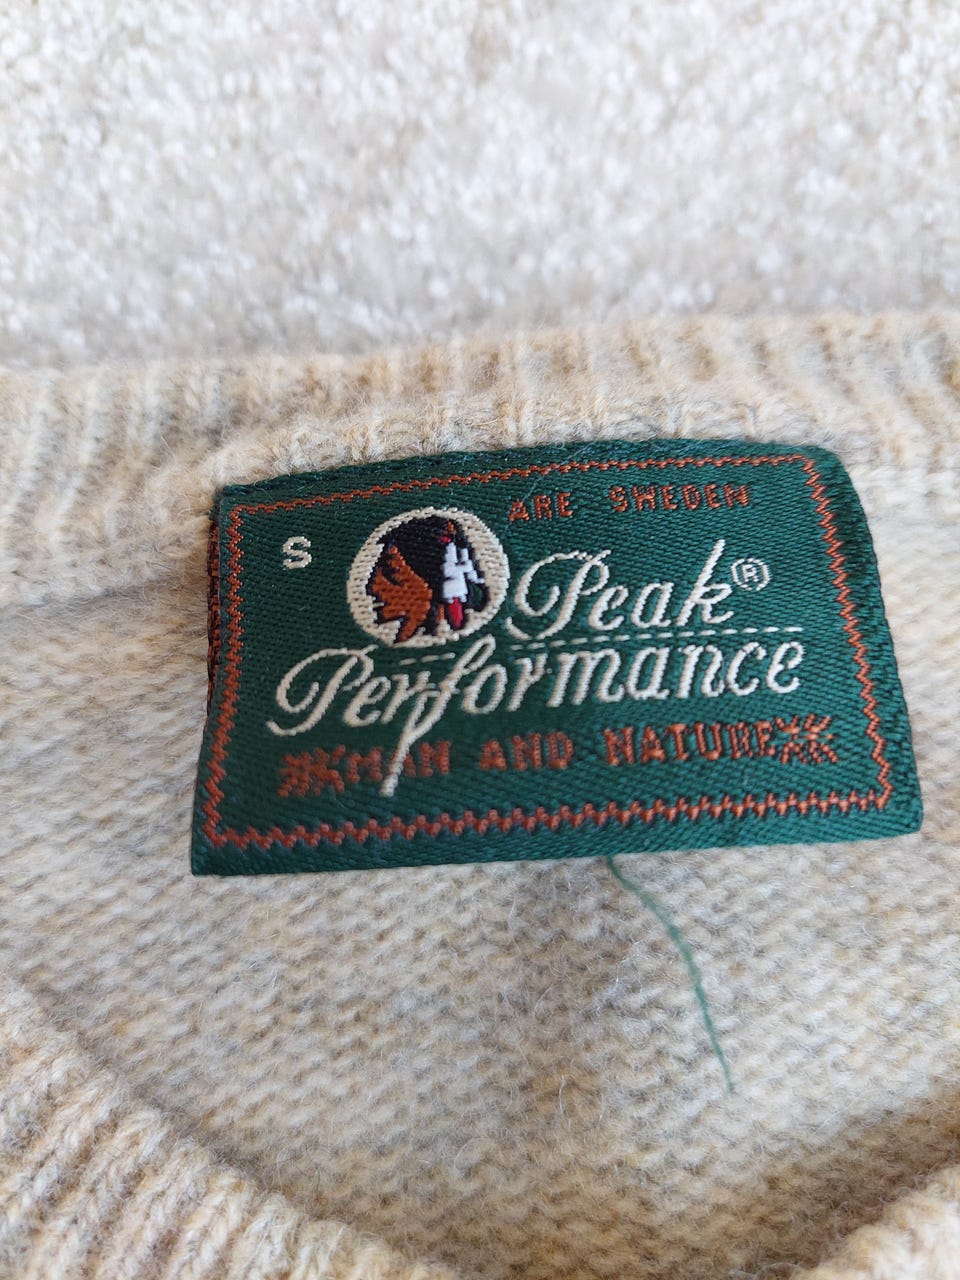 ARE SWEDEN
S
Peak®
Performance
MAN AND NATURE